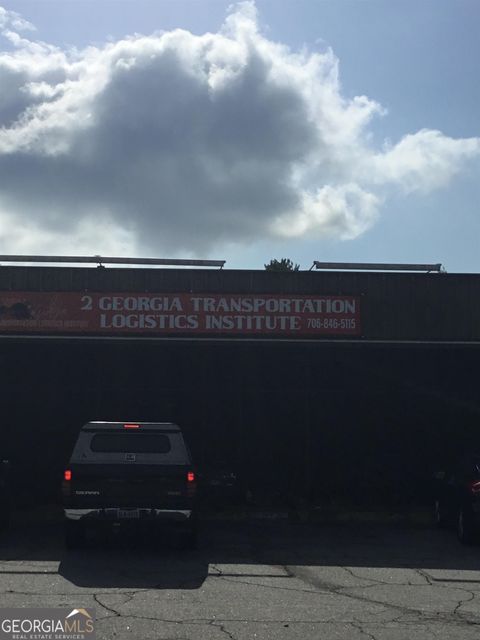 2 GEORGIA TRANSPORTATION
LOGISTICS INSTITUTE 706-846-5115
SIERRA
GEORGIAMLS
REAL ESTATE SERVICES